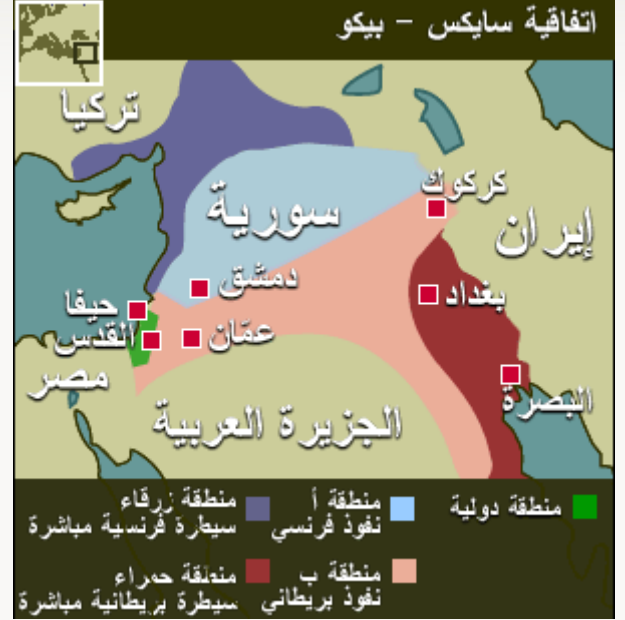 اتفاقية سايكس - بيكو
تركيا
كركوك
سورية
إيران
دمشق
بغداد
حيفا
القدس
عمّان
مصر
البصرة
الجزيرة العربية
منطقة دولية
منطقة أ
نفوذ فرنسي
منطقة زرقاء
سيطرة فرنسية مباشرة
منطقة ب
نفوذ بريطاني
منطقة حمراء
سيطرة بريطانية مباشرة